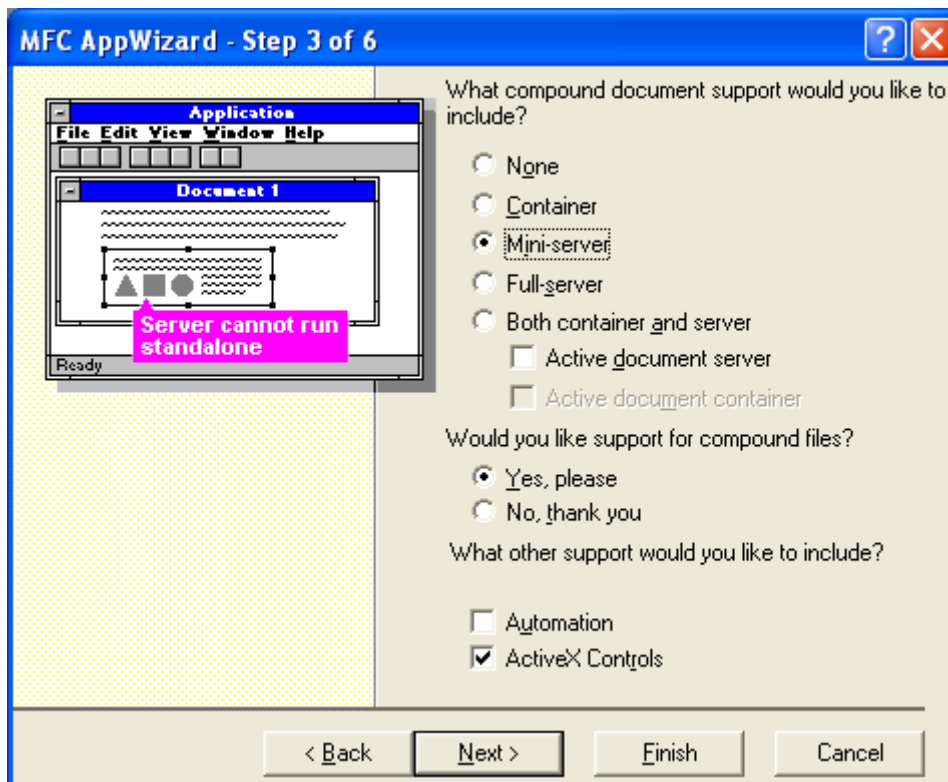 MFC AppWizard - Step 3 of 6
Application
File Edit View Window Help
Document 1
Server cannot run
standalone
Ready
What compound document support would you like to
include?
None
Container
Mini-server
Full-server
Both container and server
Active document server
Active document container
Would you like support for compound files?
Yes, please
No, thank you
What other support would you like to include?
Automation
ActiveX Controls
< Back
Next >
Finish
Cancel